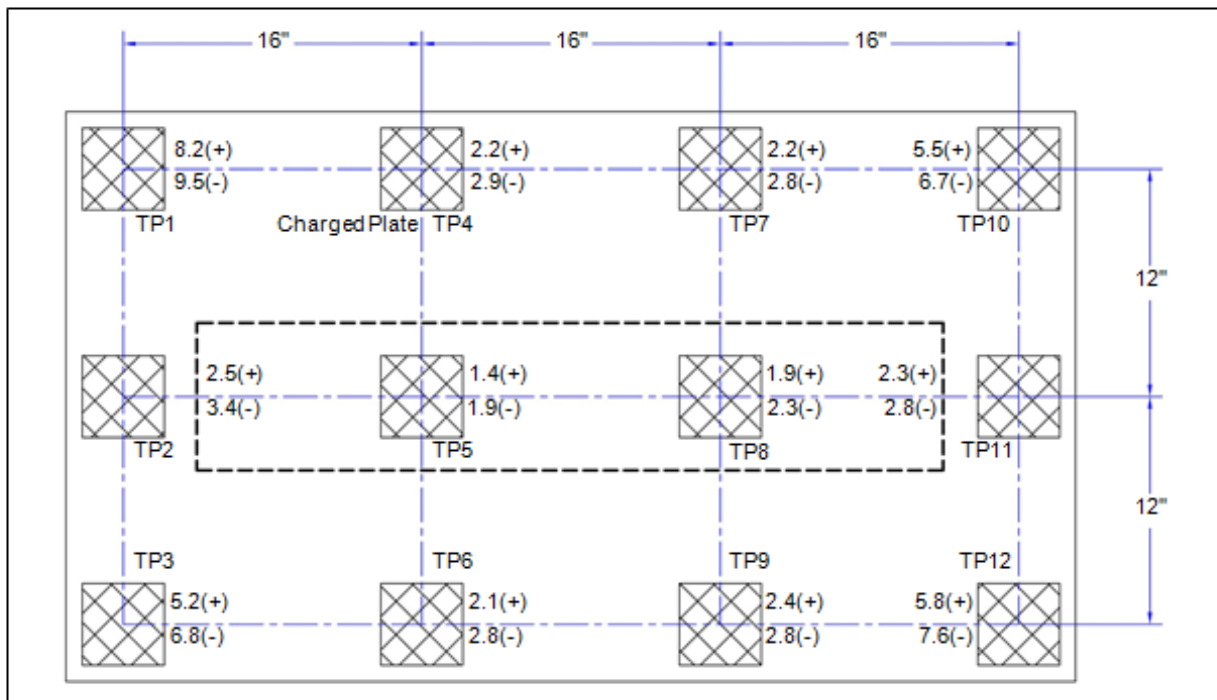 16" 16" 16"
8.2(+) 2.2(+) 2.2(+) 5.5(+)
9.5(-) 2.9(-) 2.8(-) 6.7(-)
TP1 Charged Plate TP4 TP7 TP10
12"
2.5(+) 1.4(+) 1.9(+) 2.3(+)
3.4(-) 1.9(-) 2.3(-) 2.8(-)
TP2 TP5 TP8 TP11
12"
TP3 TP6 TP9 TP12
5.2(+) 2.1(+) 2.4(+) 5.8(+)
6.8(-) 2.8(-) 2.8(-) 7.6(-)